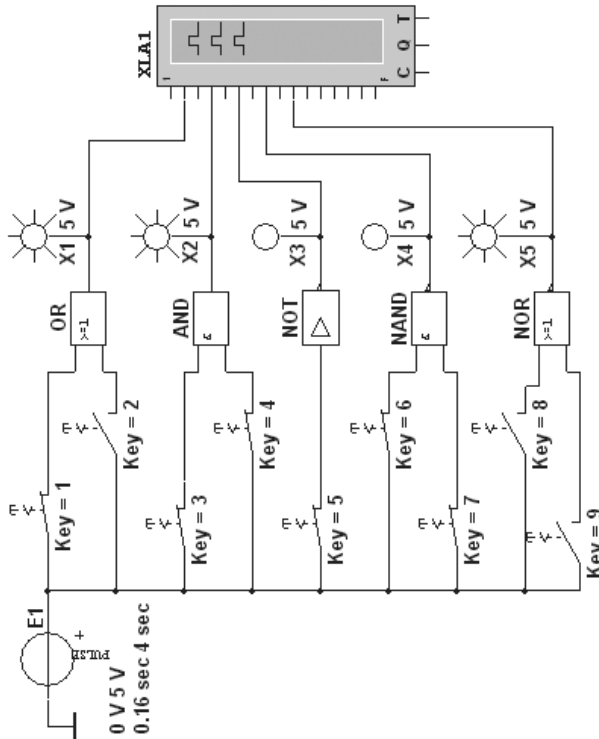 XLA1
1
F
C Q T
X1 5 V
X2 5 V
X3 5 V
X4 5 V
X5 5 V
OR
≥1
AND
&
NOT
NAND
&
NOR
≥1
Key = 1
Key = 2
Key = 3
Key = 4
Key = 5
Key = 6
Key = 7
Key = 8
Key = 9
E1
+
PULSE
0 V 5 V
0.16 sec 4 sec